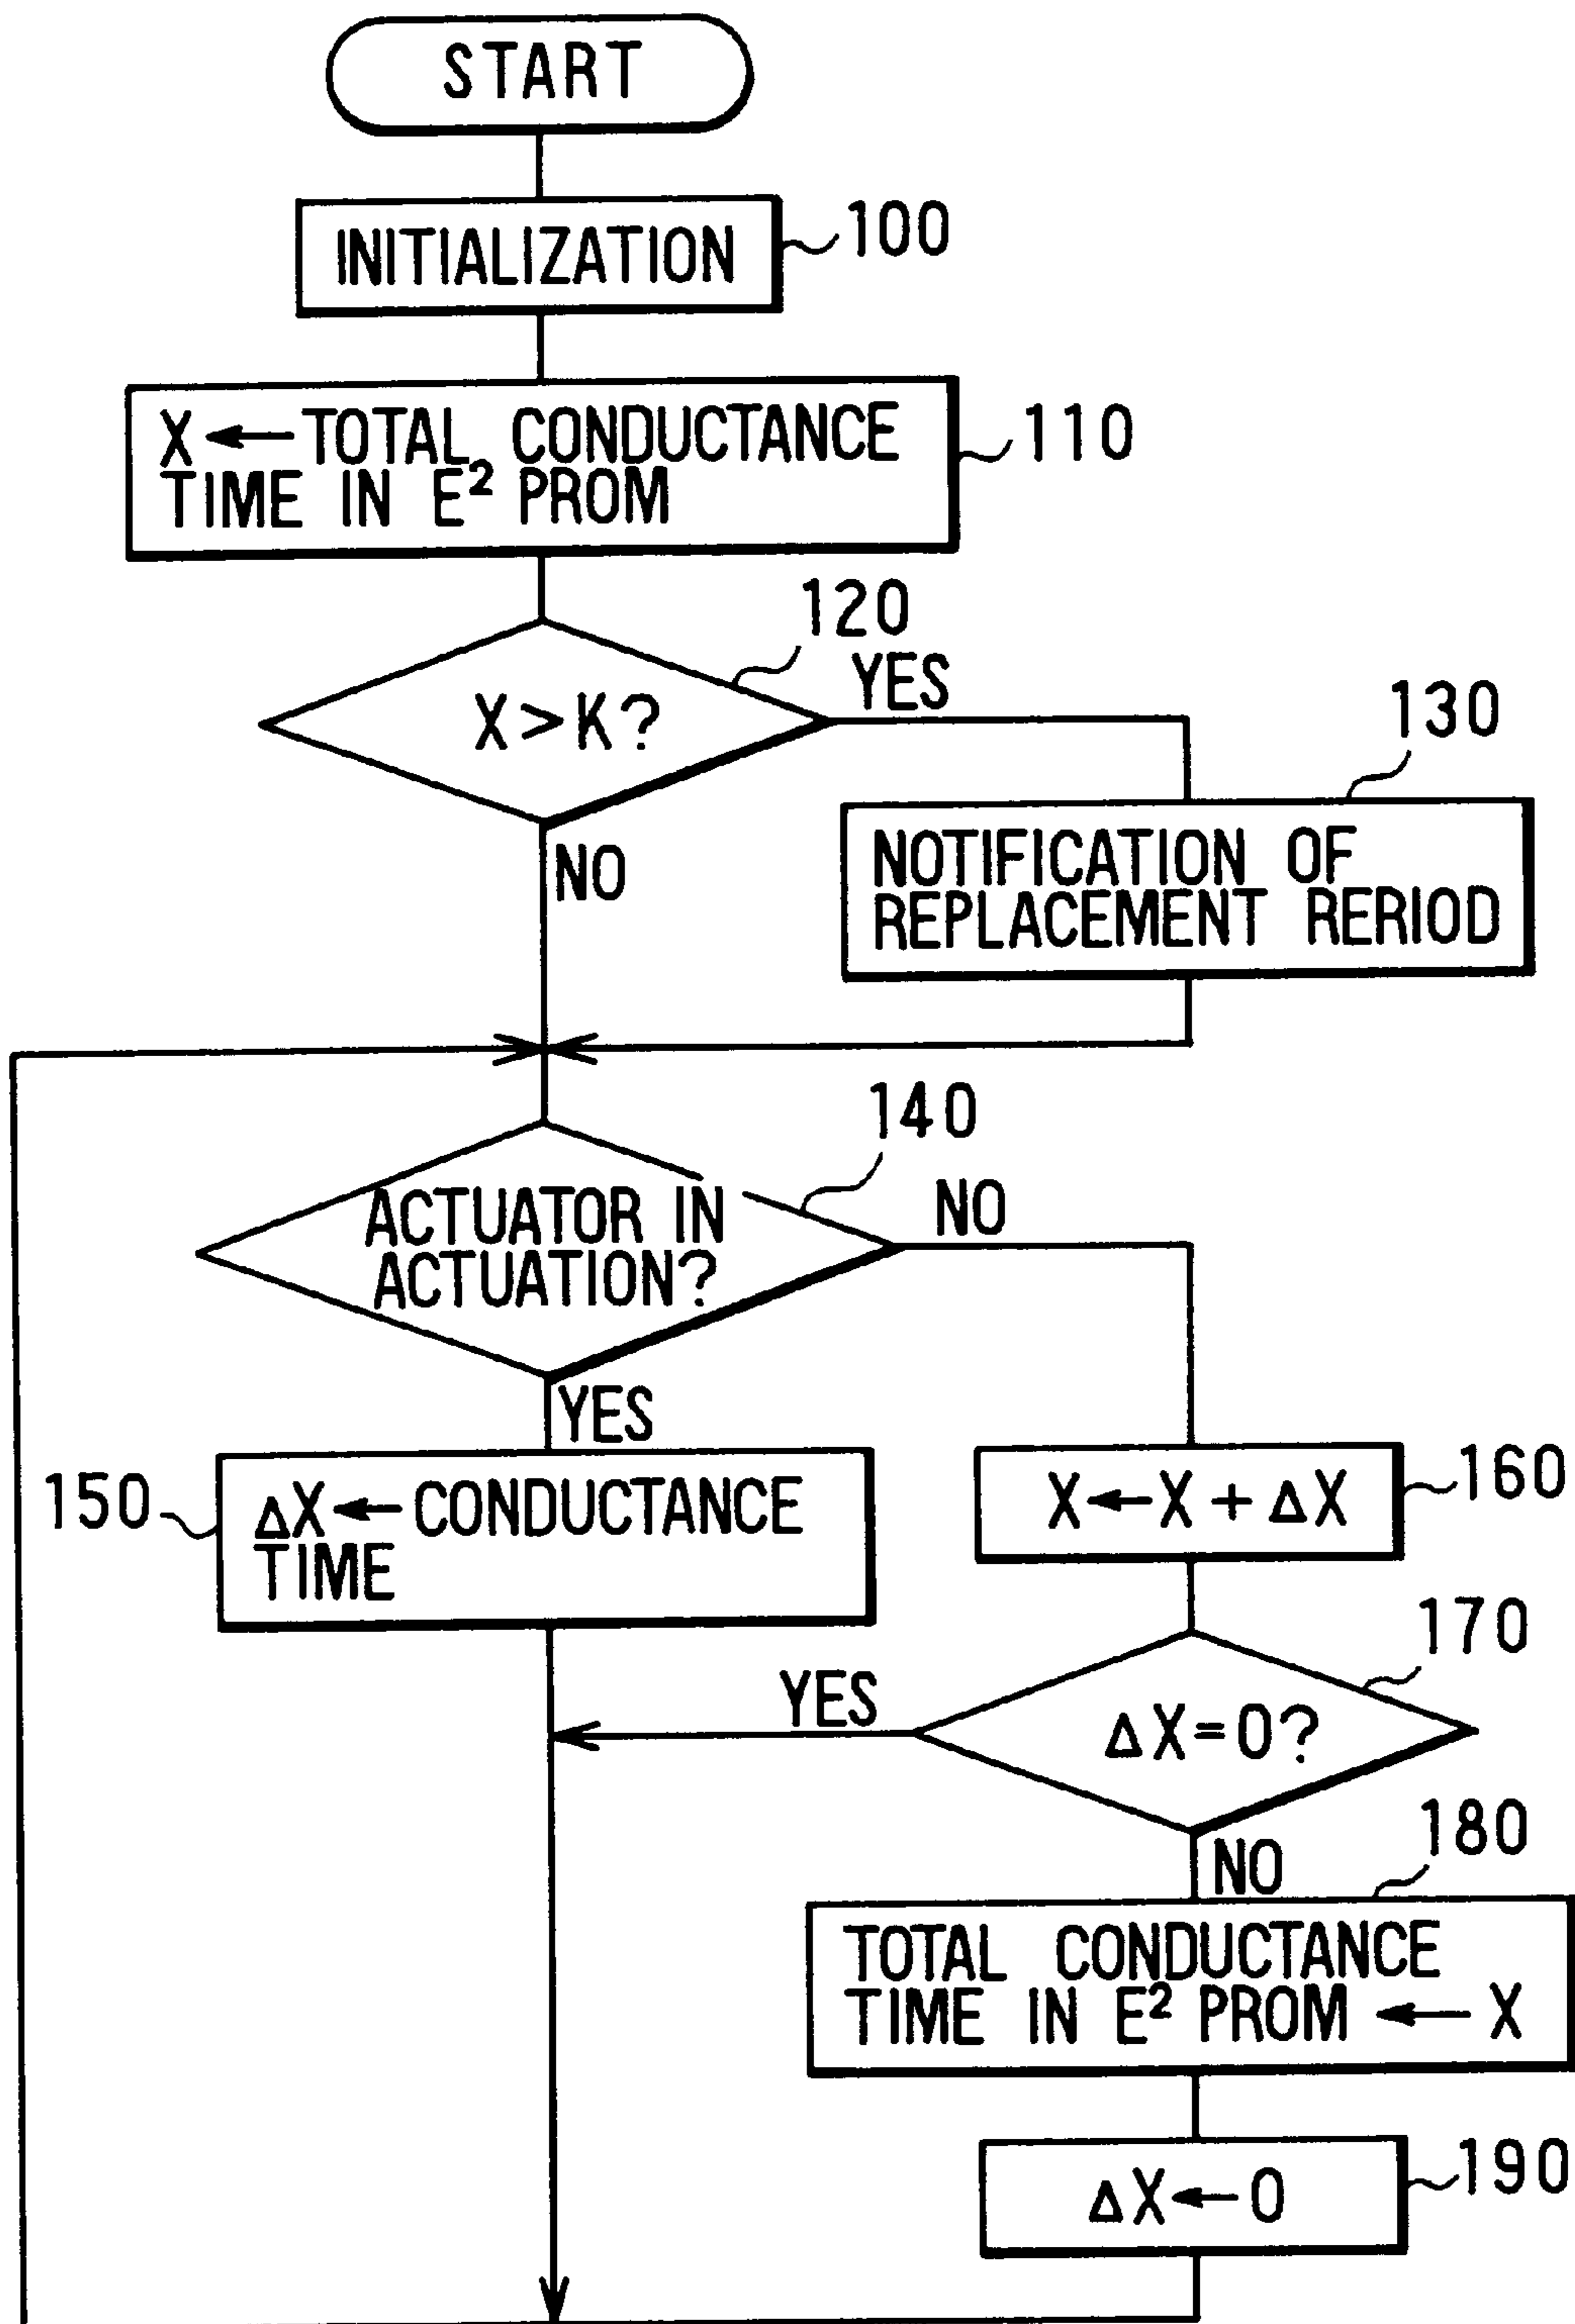 START
INITIALIZATION
100
X ← TOTAL CONDUCTANCE
TIME IN E² PROM
110
120
X > K ?
YES
NO
130
NOTIFICATION OF
REPLACEMENT RERIOD
140
ACTUATOR IN
ACTUATION?
NO
YES
150
ΔX ← CONDUCTANCE
TIME
160
X ← X + ΔX
170
ΔX = 0 ?
YES
NO
180
TOTAL CONDUCTANCE
TIME IN E² PROM ← X
190
ΔX ← 0